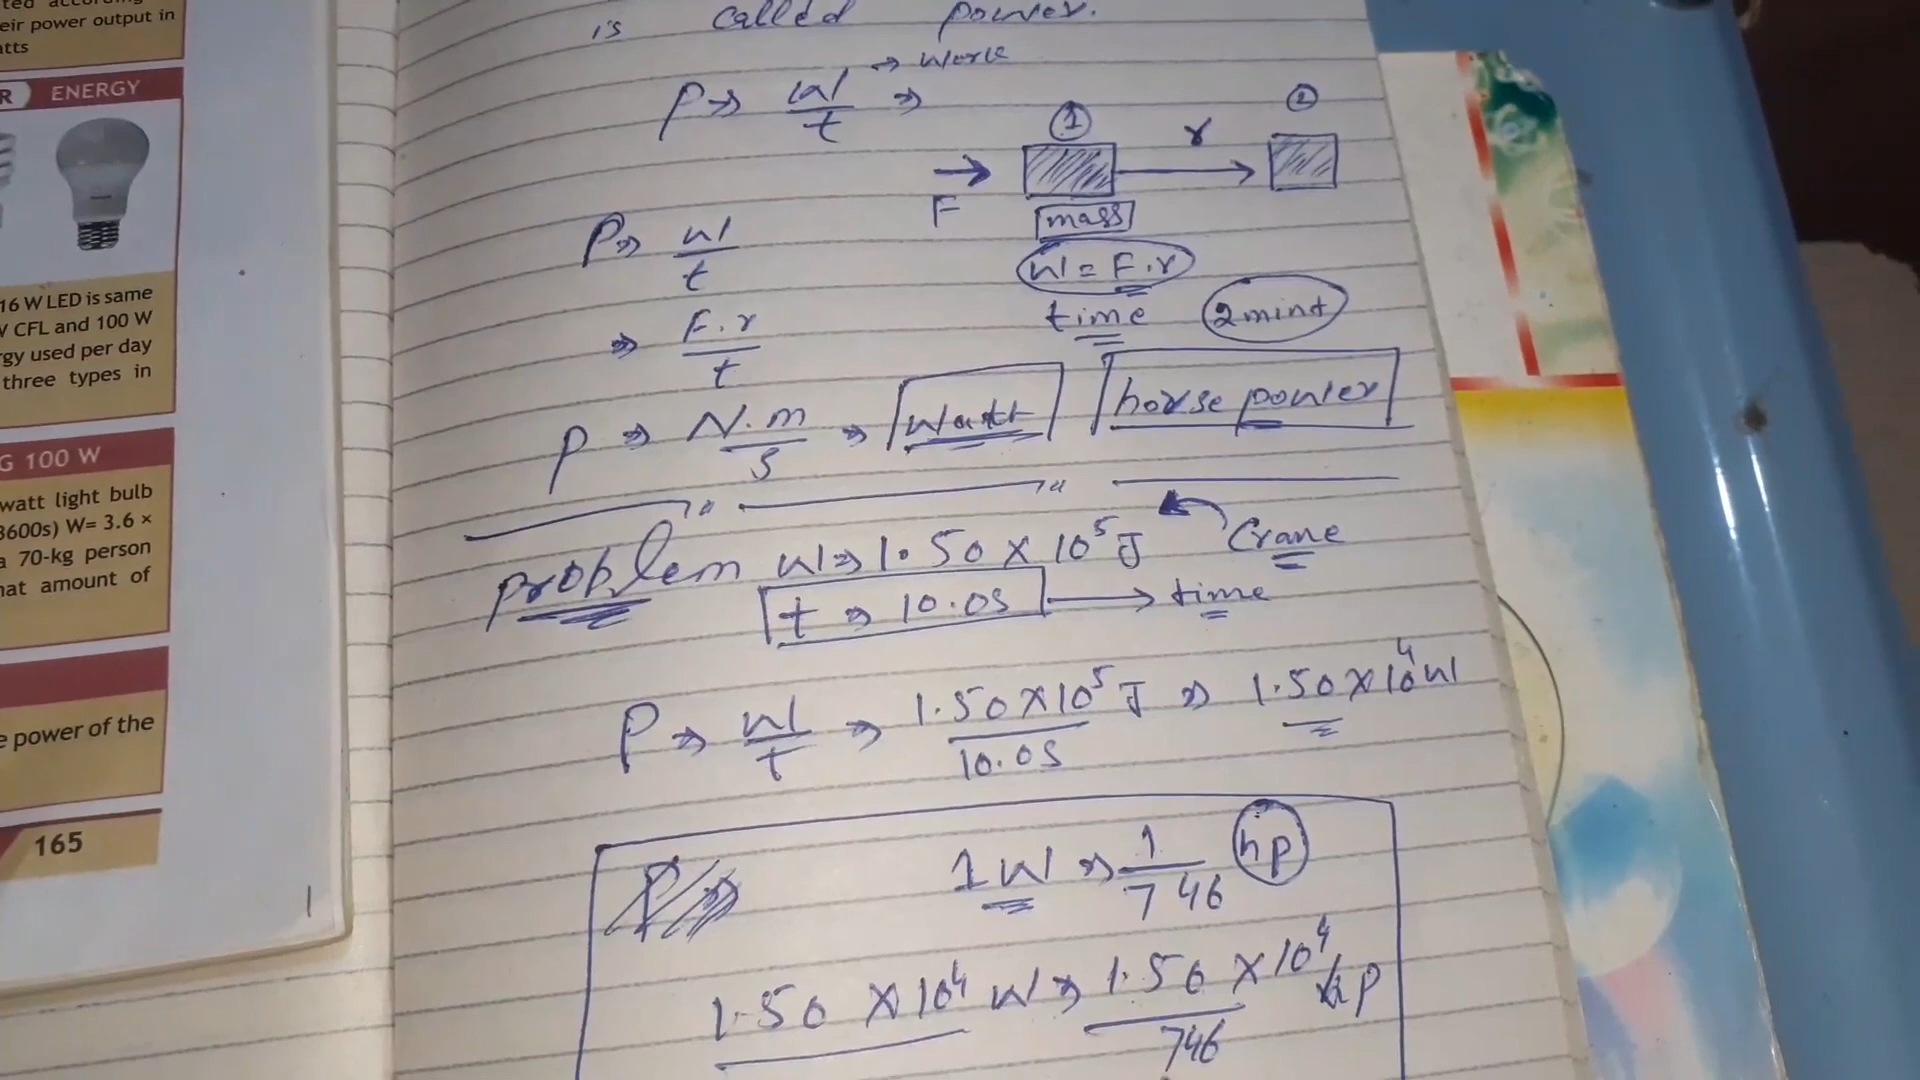 eir power output in
atts
R ENERGY
16 W LED is same
V CFL and 100 W
rgy used per day
three types in
G 100 W
watt light bulb
3600s) W= 3.6 ×
a 70-kg person
hat amount of
e power of the
165
is called power.
P ⇒ W/t ⇒ → Work
① r ②
F
mass
P ⇒ W/t
W = F.r
⇒ F.r/t
time 2 mint
P ⇒ N.m/s ⇒ Watt horse power
problem W ⇒ 1.50 × 10⁵ J Crane
t ⇒ 10.0s → time
P ⇒ W/t ⇒ 1.50×10⁵ J/10.0s ⇒ 1.50×10⁴ W
1 W ⇒ 1/746 hp
1.50 × 10⁴ W ⇒ 1.50 × 10⁴/746 hp